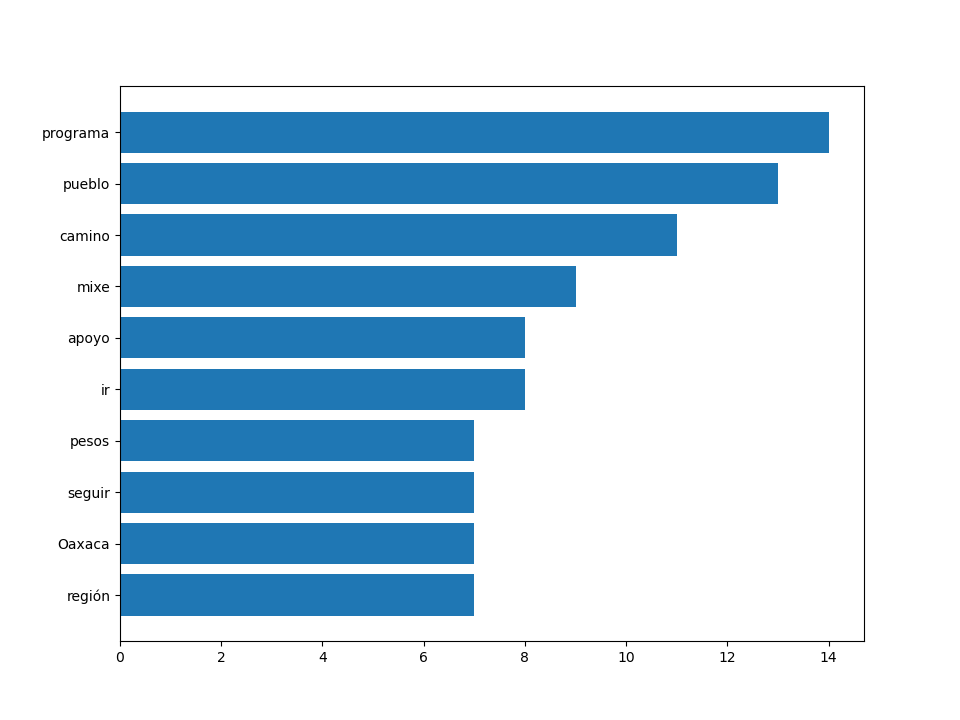 programa
pueblo
camino
mixe
apoyo
ir
pesos
seguir
Oaxaca
región
0 2 4 6 8 10 12 14